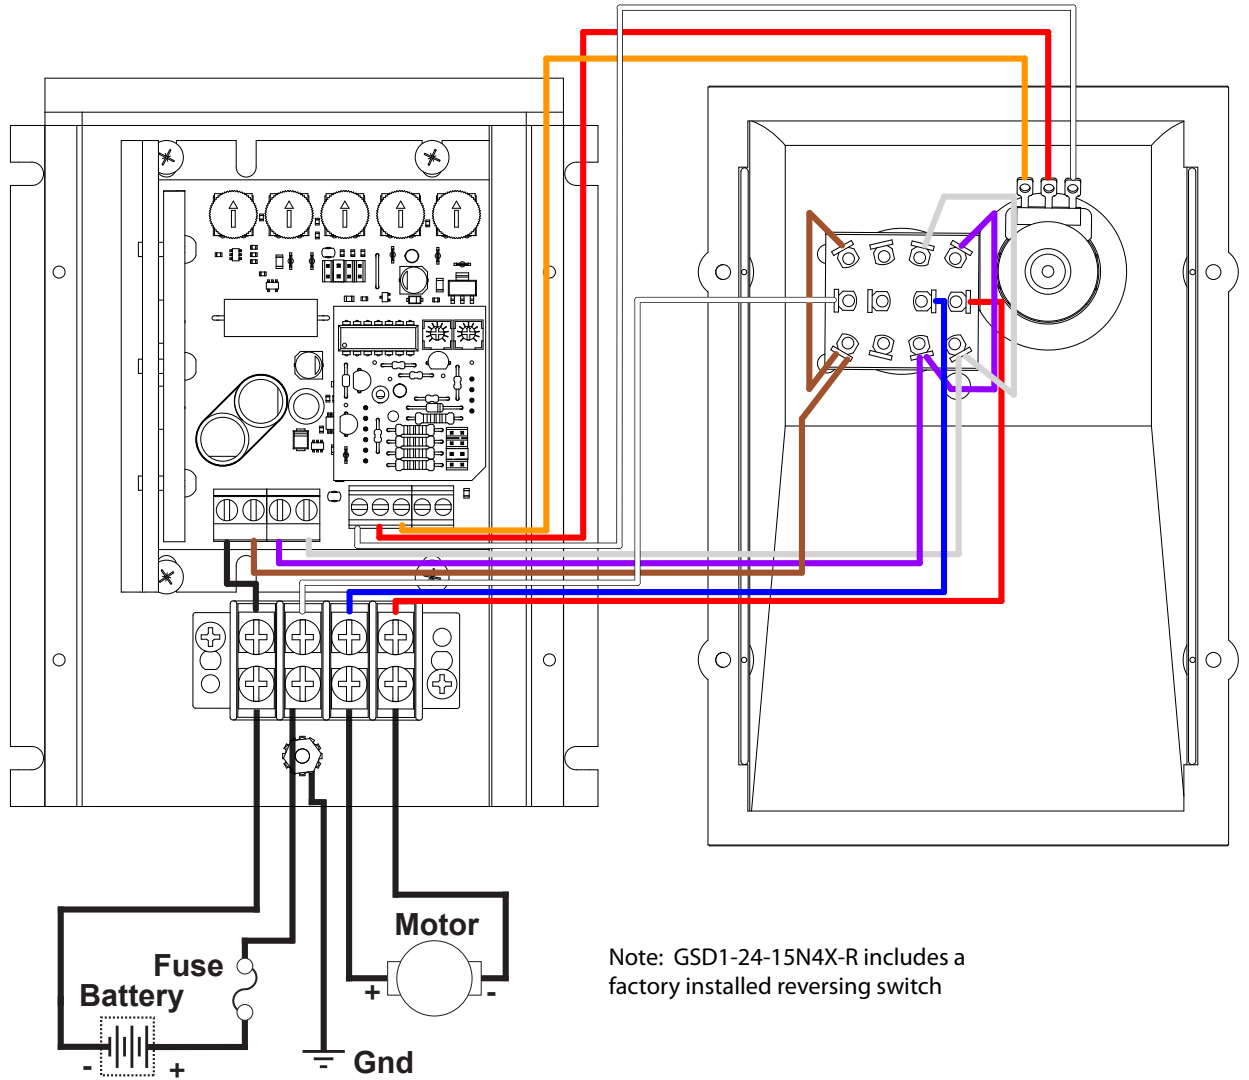 Motor
Fuse
Battery
+
-
-
+
Gnd
Note: GSD1-24-15N4X-R includes a
factory installed reversing switch